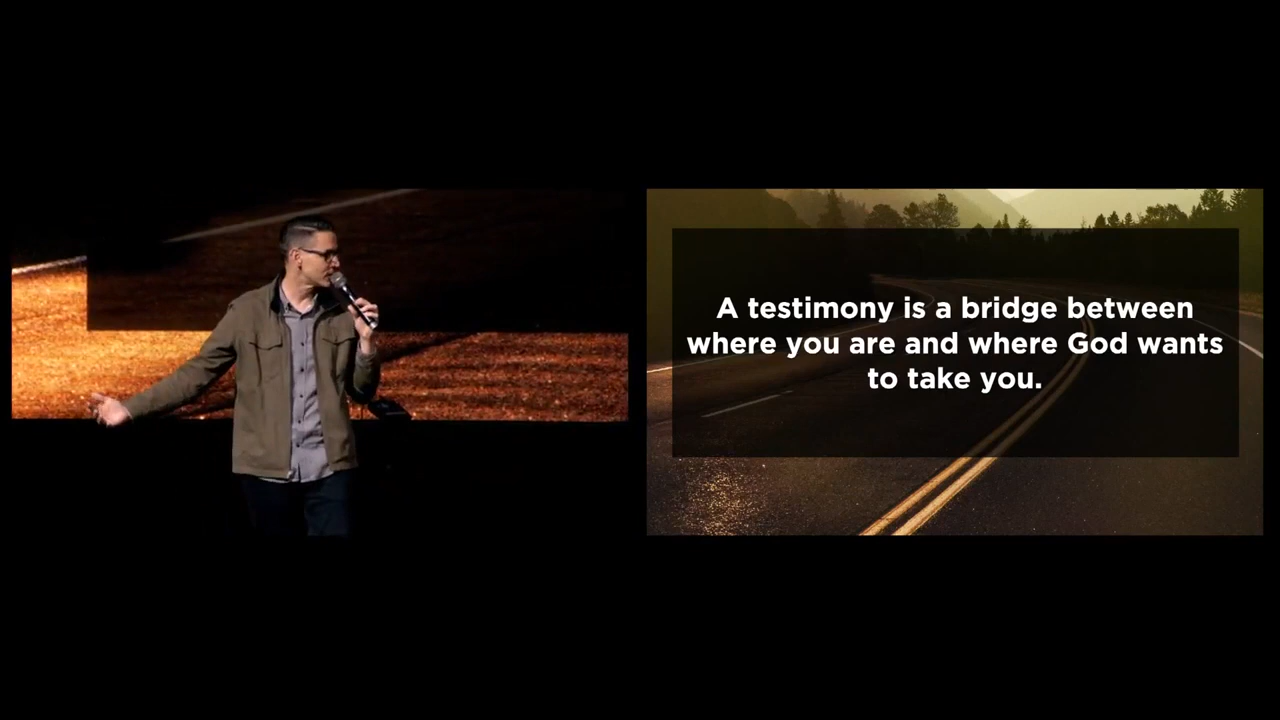 A testimony is a bridge between
where you are and where God wants
to take you.